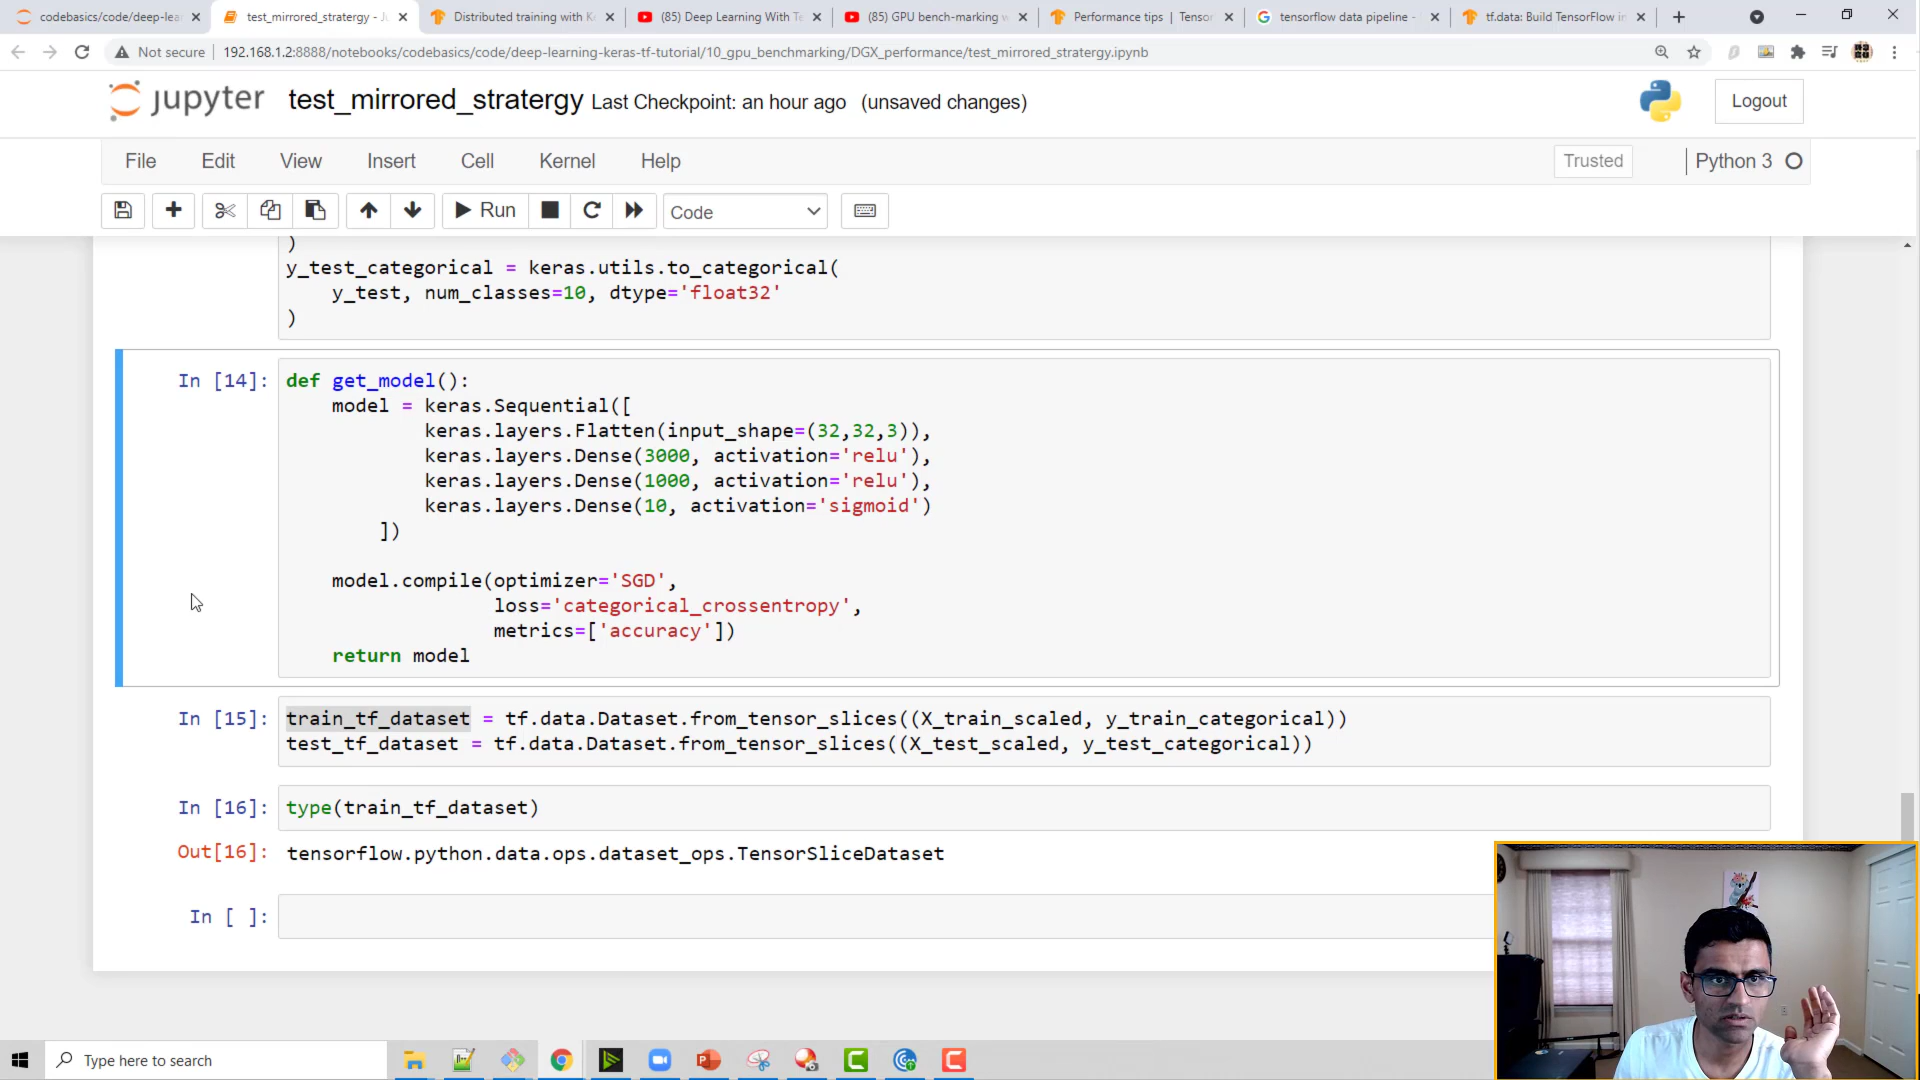 codebasics/code/deep-lea
test_mirrored_stratergy - J
Distributed training with Ke
(85) Deep Learning With Te
(85) GPU bench-marking w
Performance tips | Tensor
tensorflow data pipeline -
tf.data: Build TensorFlow in
Not secure
192.168.1.2:8888/notebooks/codebasics/code/deep-learning-keras-tf-tutorial/10_gpu_benchmarking/DGX_performance/test_mirrored_stratergy.ipynb
jupyter test_mirrored_stratergy Last Checkpoint: an hour ago (unsaved changes)
Logout
File Edit View Insert Cell Kernel Help
Trusted
Python 3
Run
Code
)
y_test_categorical = keras.utils.to_categorical(
y_test, num_classes=10, dtype='float32'
)
In [14]: def get_model():
model = keras.Sequential([
keras.layers.Flatten(input_shape=(32,32,3)),
keras.layers.Dense(3000, activation='relu'),
keras.layers.Dense(1000, activation='relu'),
keras.layers.Dense(10, activation='sigmoid')
])
model.compile(optimizer='SGD',
loss='categorical_crossentropy',
metrics=['accuracy'])
return model
In [15]: train_tf_dataset = tf.data.Dataset.from_tensor_slices((X_train_scaled, y_train_categorical))
test_tf_dataset = tf.data.Dataset.from_tensor_slices((X_test_scaled, y_test_categorical))
In [16]: type(train_tf_dataset)
Out[16]: tensorflow.python.data.ops.dataset_ops.TensorSliceDataset
In [ ]:
Type here to search